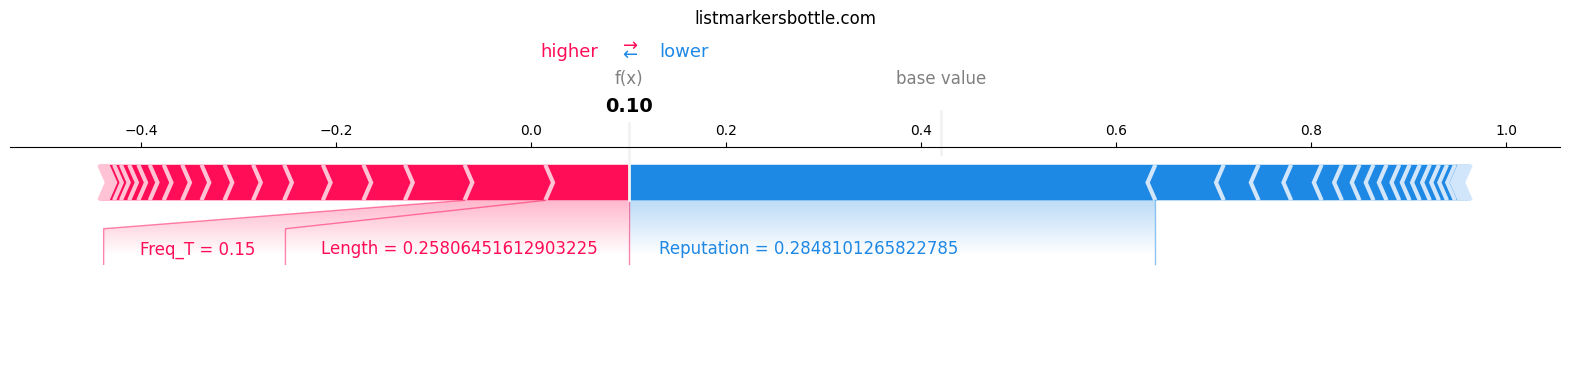 listmarkersbottle.com
higher → ← lower
f(x) base value
0.10
−0.4 −0.2 0.0 0.2 0.4 0.6 0.8 1.0
Freq_T = 0.15 Length = 0.25806451612903225 Reputation = 0.2848101265822785